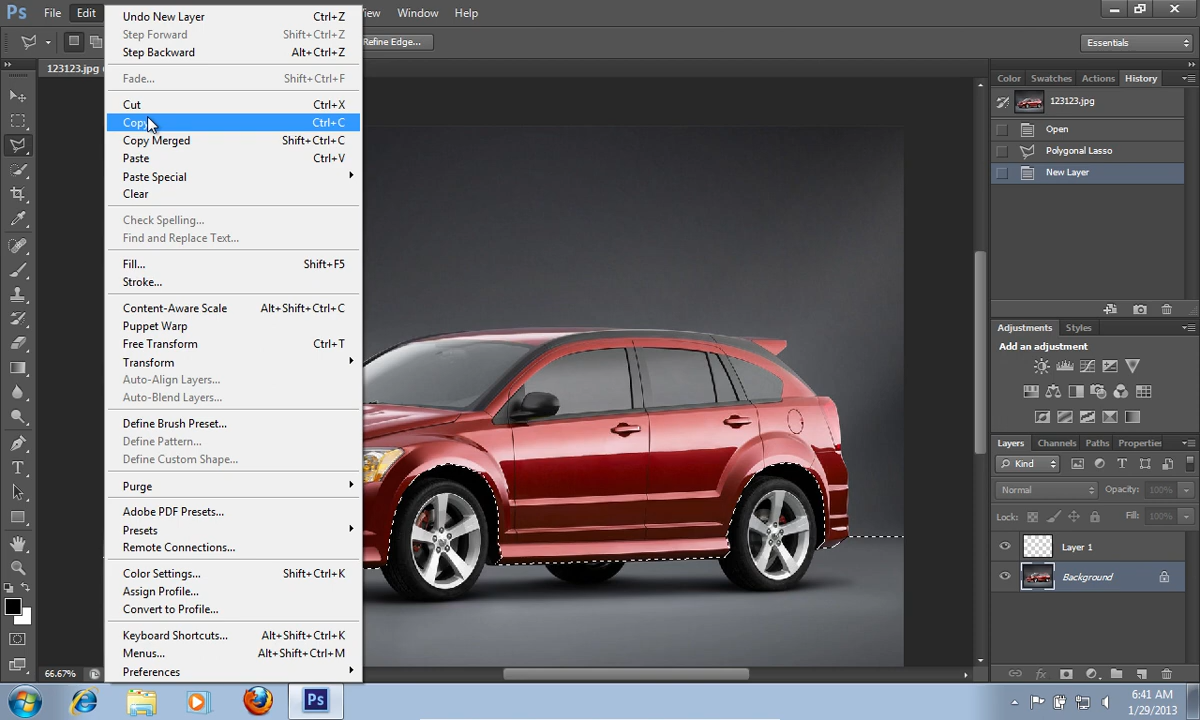 Ps File Edit View Window Help
Refine Edge...
Essentials
123123.jpg
Undo New Layer Ctrl+Z
Step Forward Shift+Ctrl+Z
Step Backward Alt+Ctrl+Z
Fade... Shift+Ctrl+F
Cut Ctrl+X
Copy Ctrl+C
Copy Merged Shift+Ctrl+C
Paste Ctrl+V
Paste Special
Clear
Check Spelling...
Find and Replace Text...
Fill... Shift+F5
Stroke...
Content-Aware Scale Alt+Shift+Ctrl+C
Puppet Warp
Free Transform Ctrl+T
Transform
Auto-Align Layers...
Auto-Blend Layers...
Define Brush Preset...
Define Pattern...
Define Custom Shape...
Purge
Adobe PDF Presets...
Presets
Remote Connections...
Color Settings... Shift+Ctrl+K
Assign Profile...
Convert to Profile...
Keyboard Shortcuts... Alt+Shift+Ctrl+K
Menus... Alt+Shift+Ctrl+M
Preferences
Color Swatches Actions History
123123.jpg
Open
Polygonal Lasso
New Layer
Adjustments Styles
Add an adjustment
Layers Channels Paths Properties
Kind
Normal Opacity: 100%
Lock: Fill: 100%
Layer 1
Background
66.67%
Ps
6:41 AM
1/29/2013